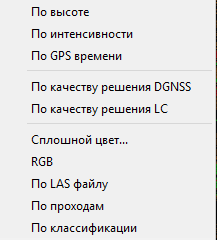 По высоте
По интенсивности
По GPS времени
По качеству решения DGNSS
По качеству решения LC
Сплошной цвет...
RGB
По LAS файлу
По проходам
По классификации